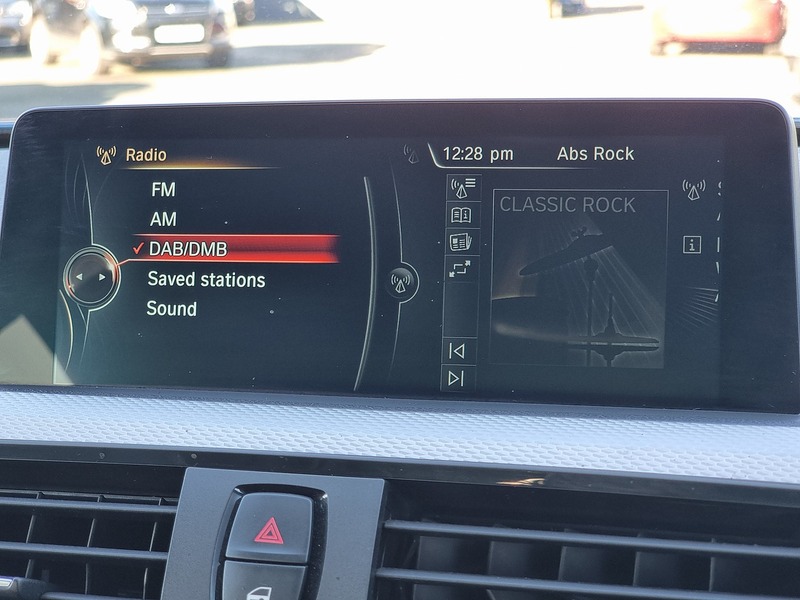 Radio
FM
AM
DAB/DMB
Saved stations
Sound
12:28 pm
Abs Rock
CLASSIC ROCK